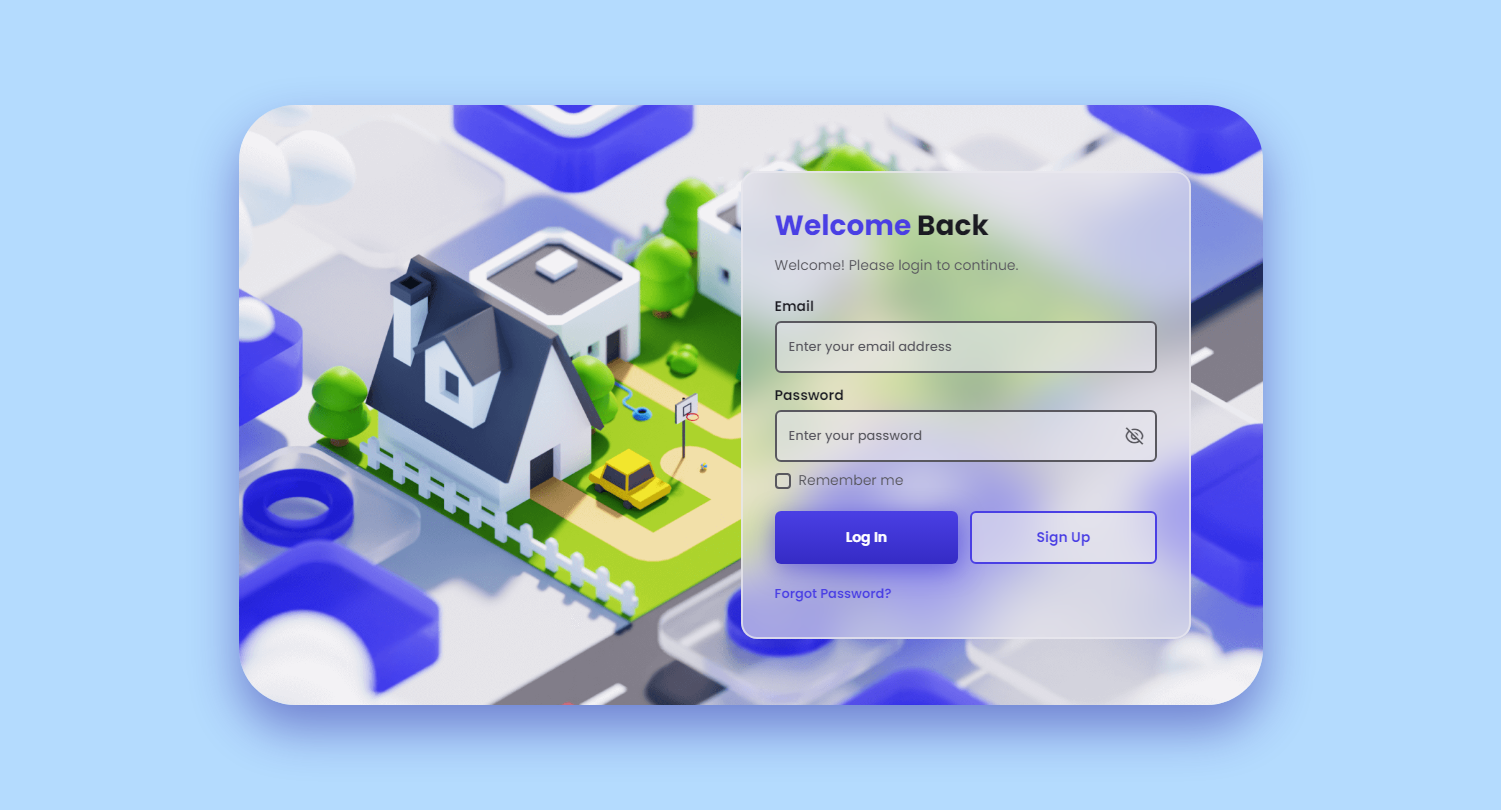 Welcome Back
Welcome! Please login to continue.
Email
Enter your email address
Password
Enter your password
Remember me
Log In
Sign Up
Forgot Password?